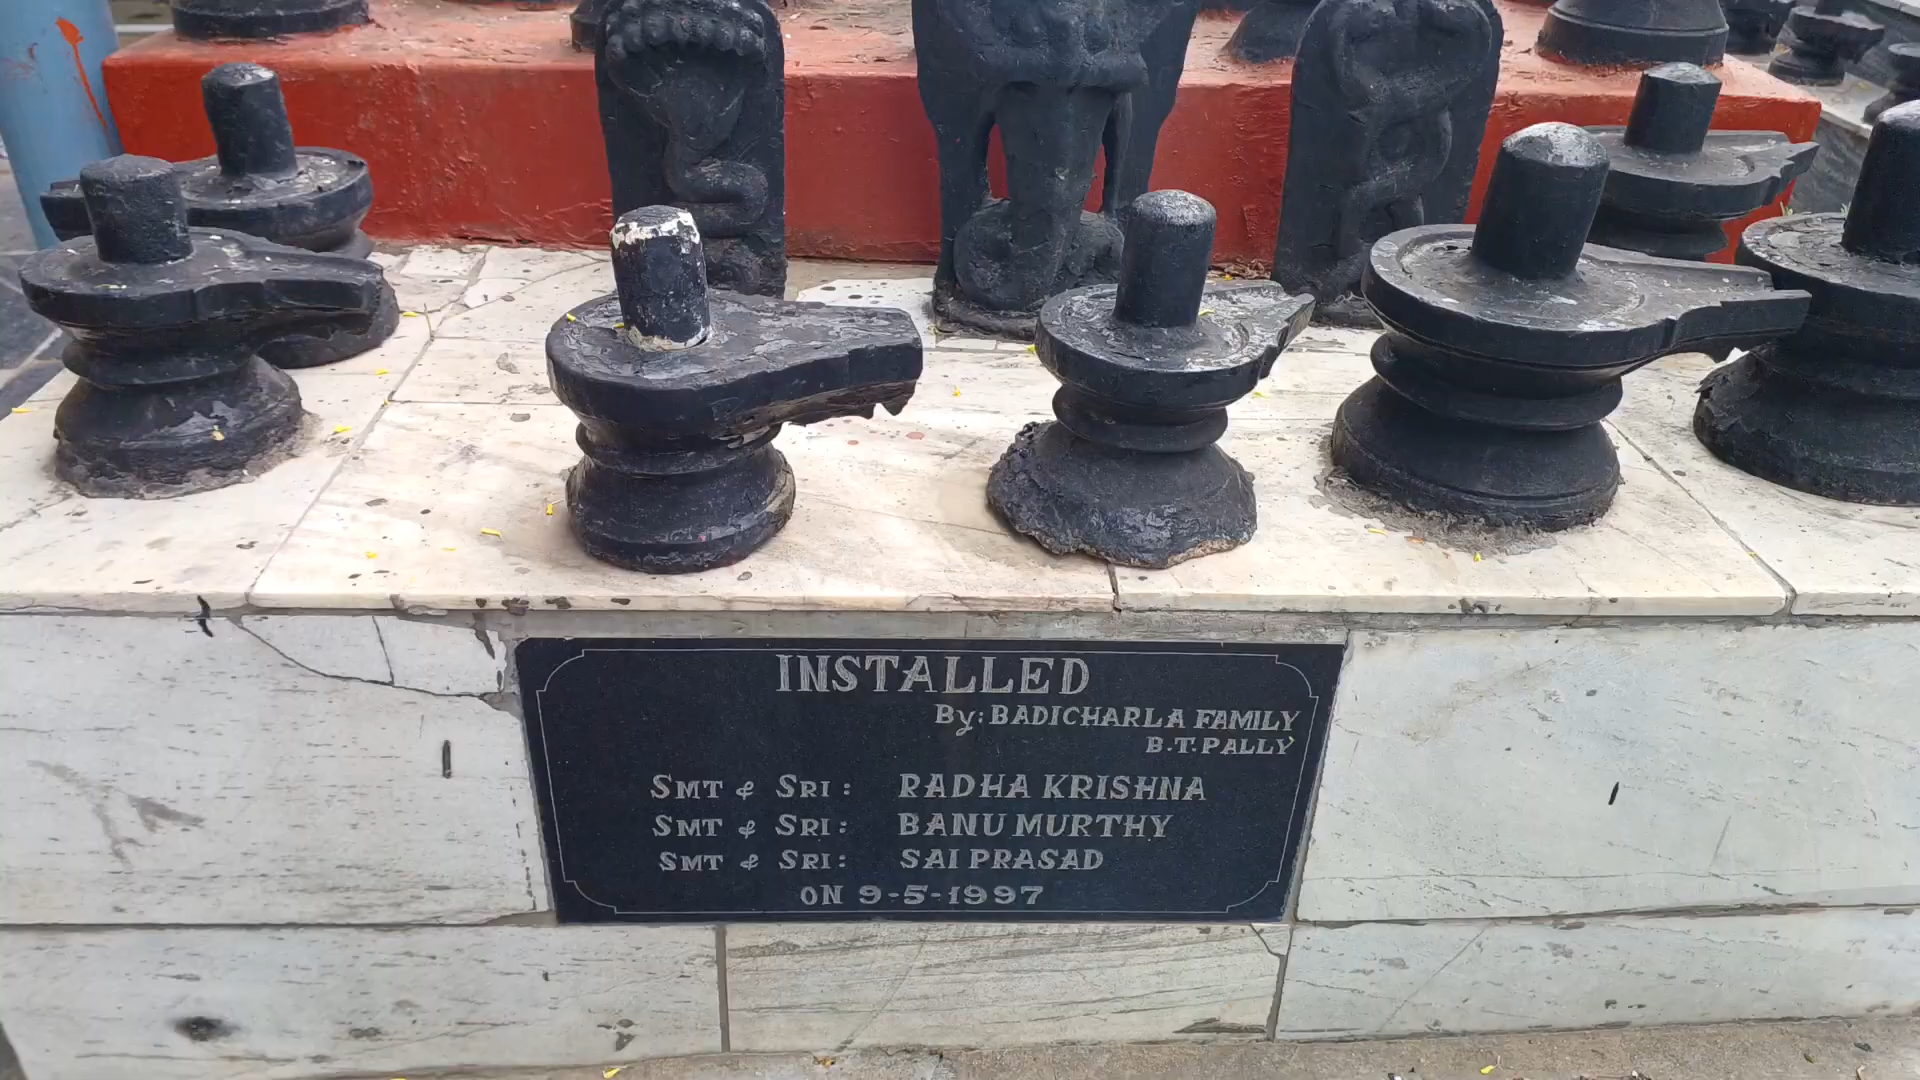 INSTALLED
By: BADICHARLA FAMILY
B.T. PALLY
SMT & SRI: RADHA KRISHNA
SMT & SRI: BANU MURTHY
SMT & SRI: SAI PRASAD
ON 9-5-1997